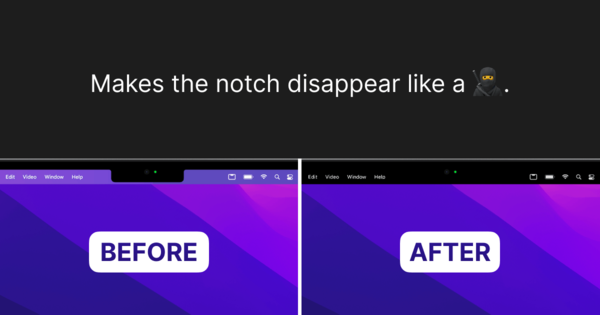 Makes the notch disappear like a 🥷.
Edit Video Window Help
Edit Video Window Help
BEFORE
AFTER